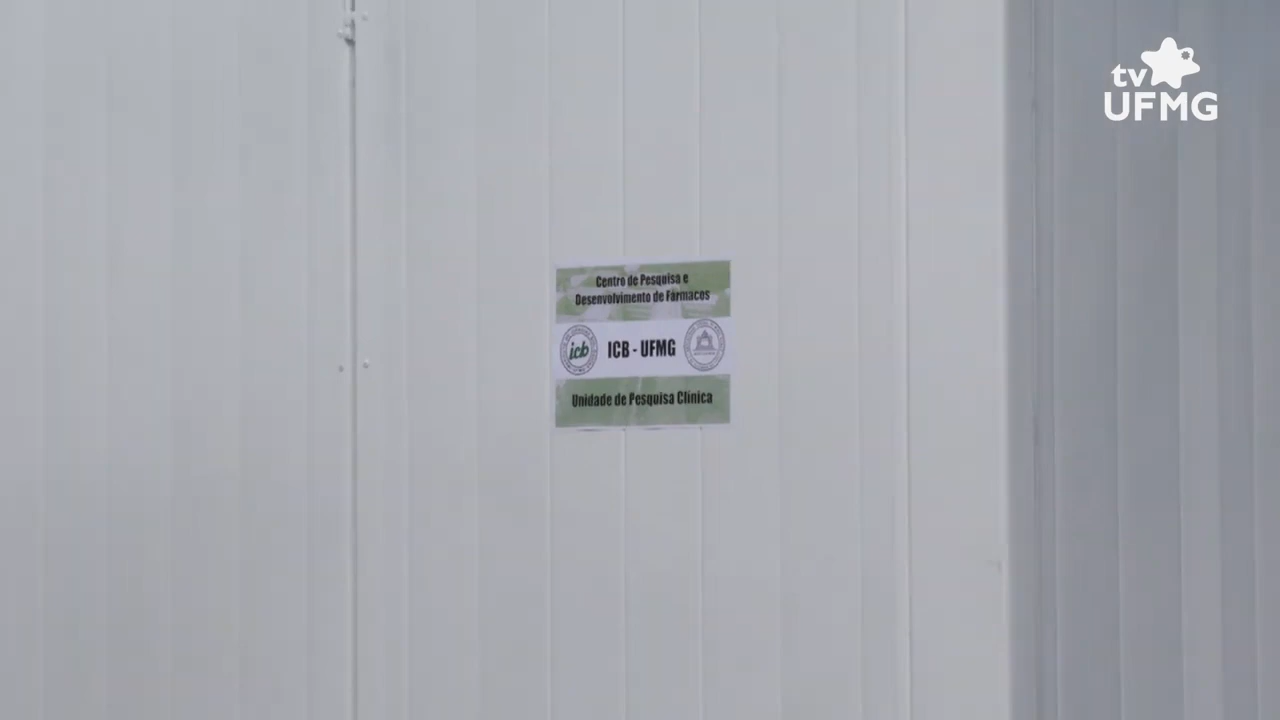 tv
UFMG
Centro de Pesquisa e
Desenvolvimento de Fármacos
icb
ICB - UFMG
Unidade de Pesquisa Clínica